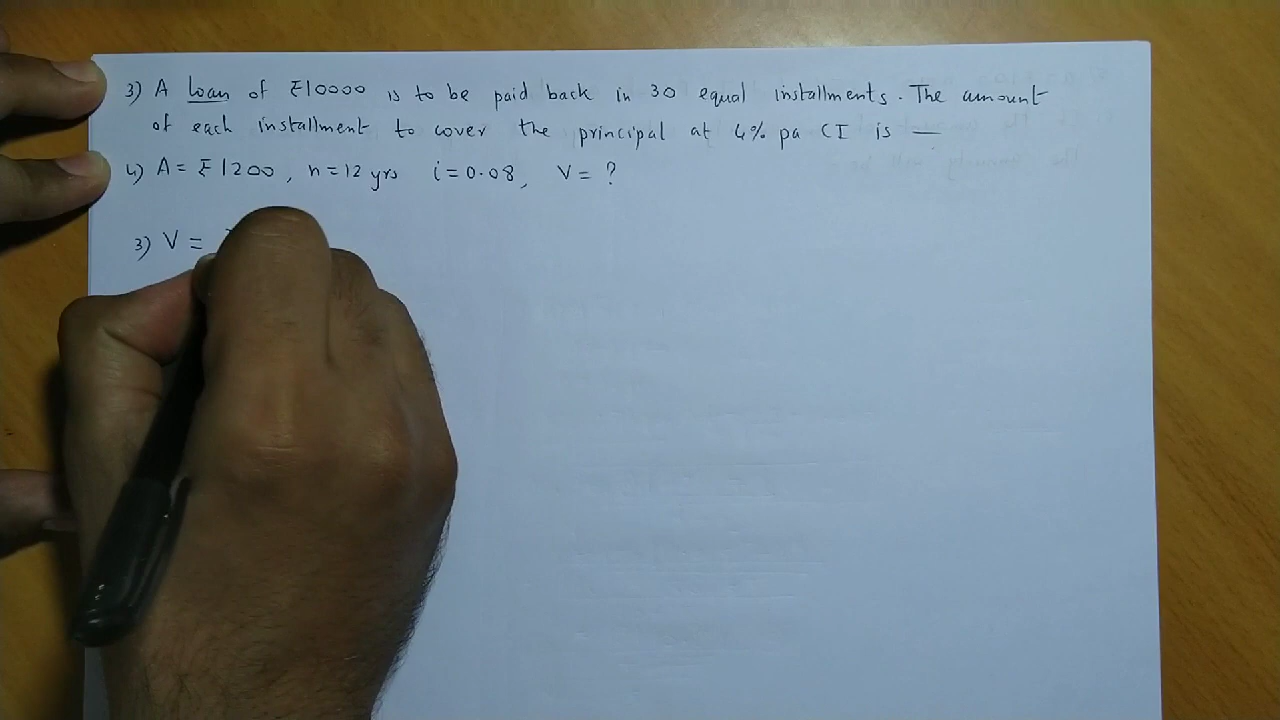 3) A loan of ₹10000 is to be paid back in 30 equal installments. The amount
of each installment to cover the principal at 4% pa CI is —
4) A = ₹1200, n=12 yrs i=0.08, V= ?
3) V =